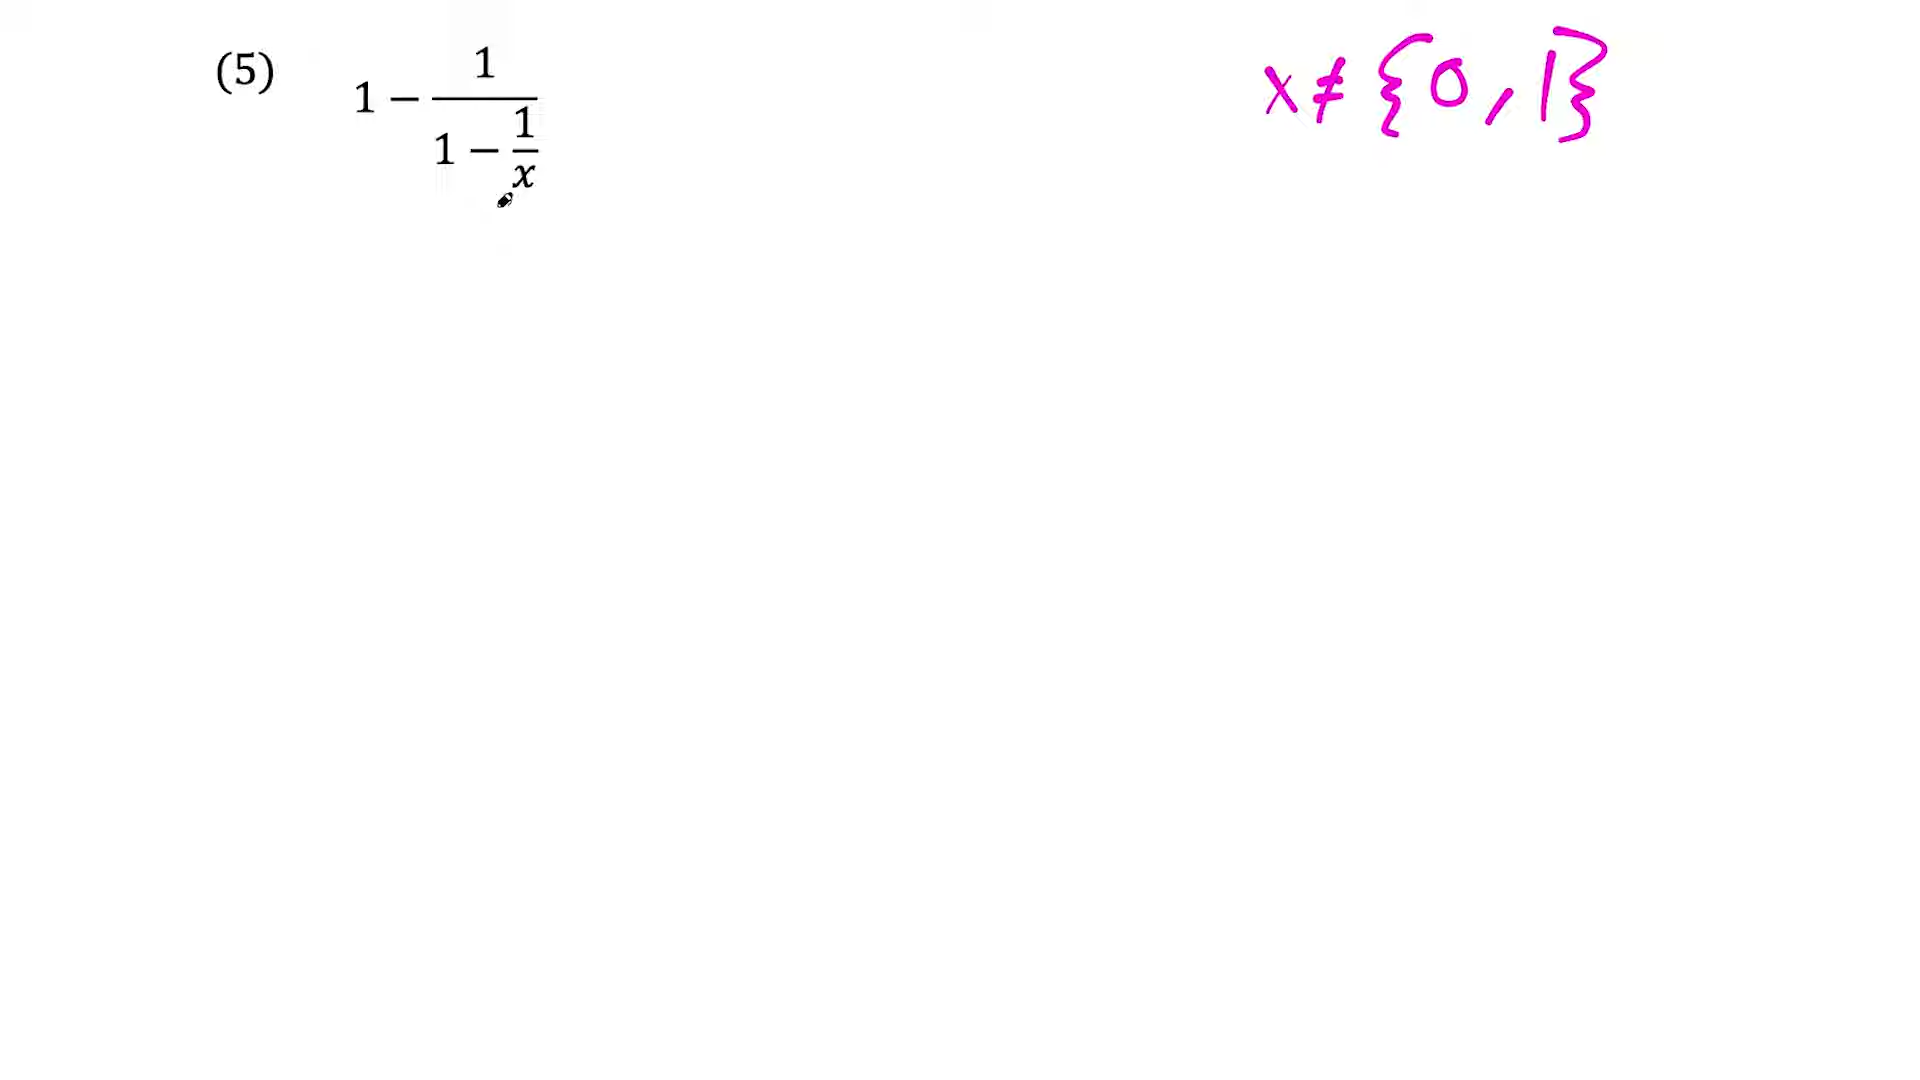 (5) 1 − 1/(1 − 1/x)
x ≠ {0, 1}